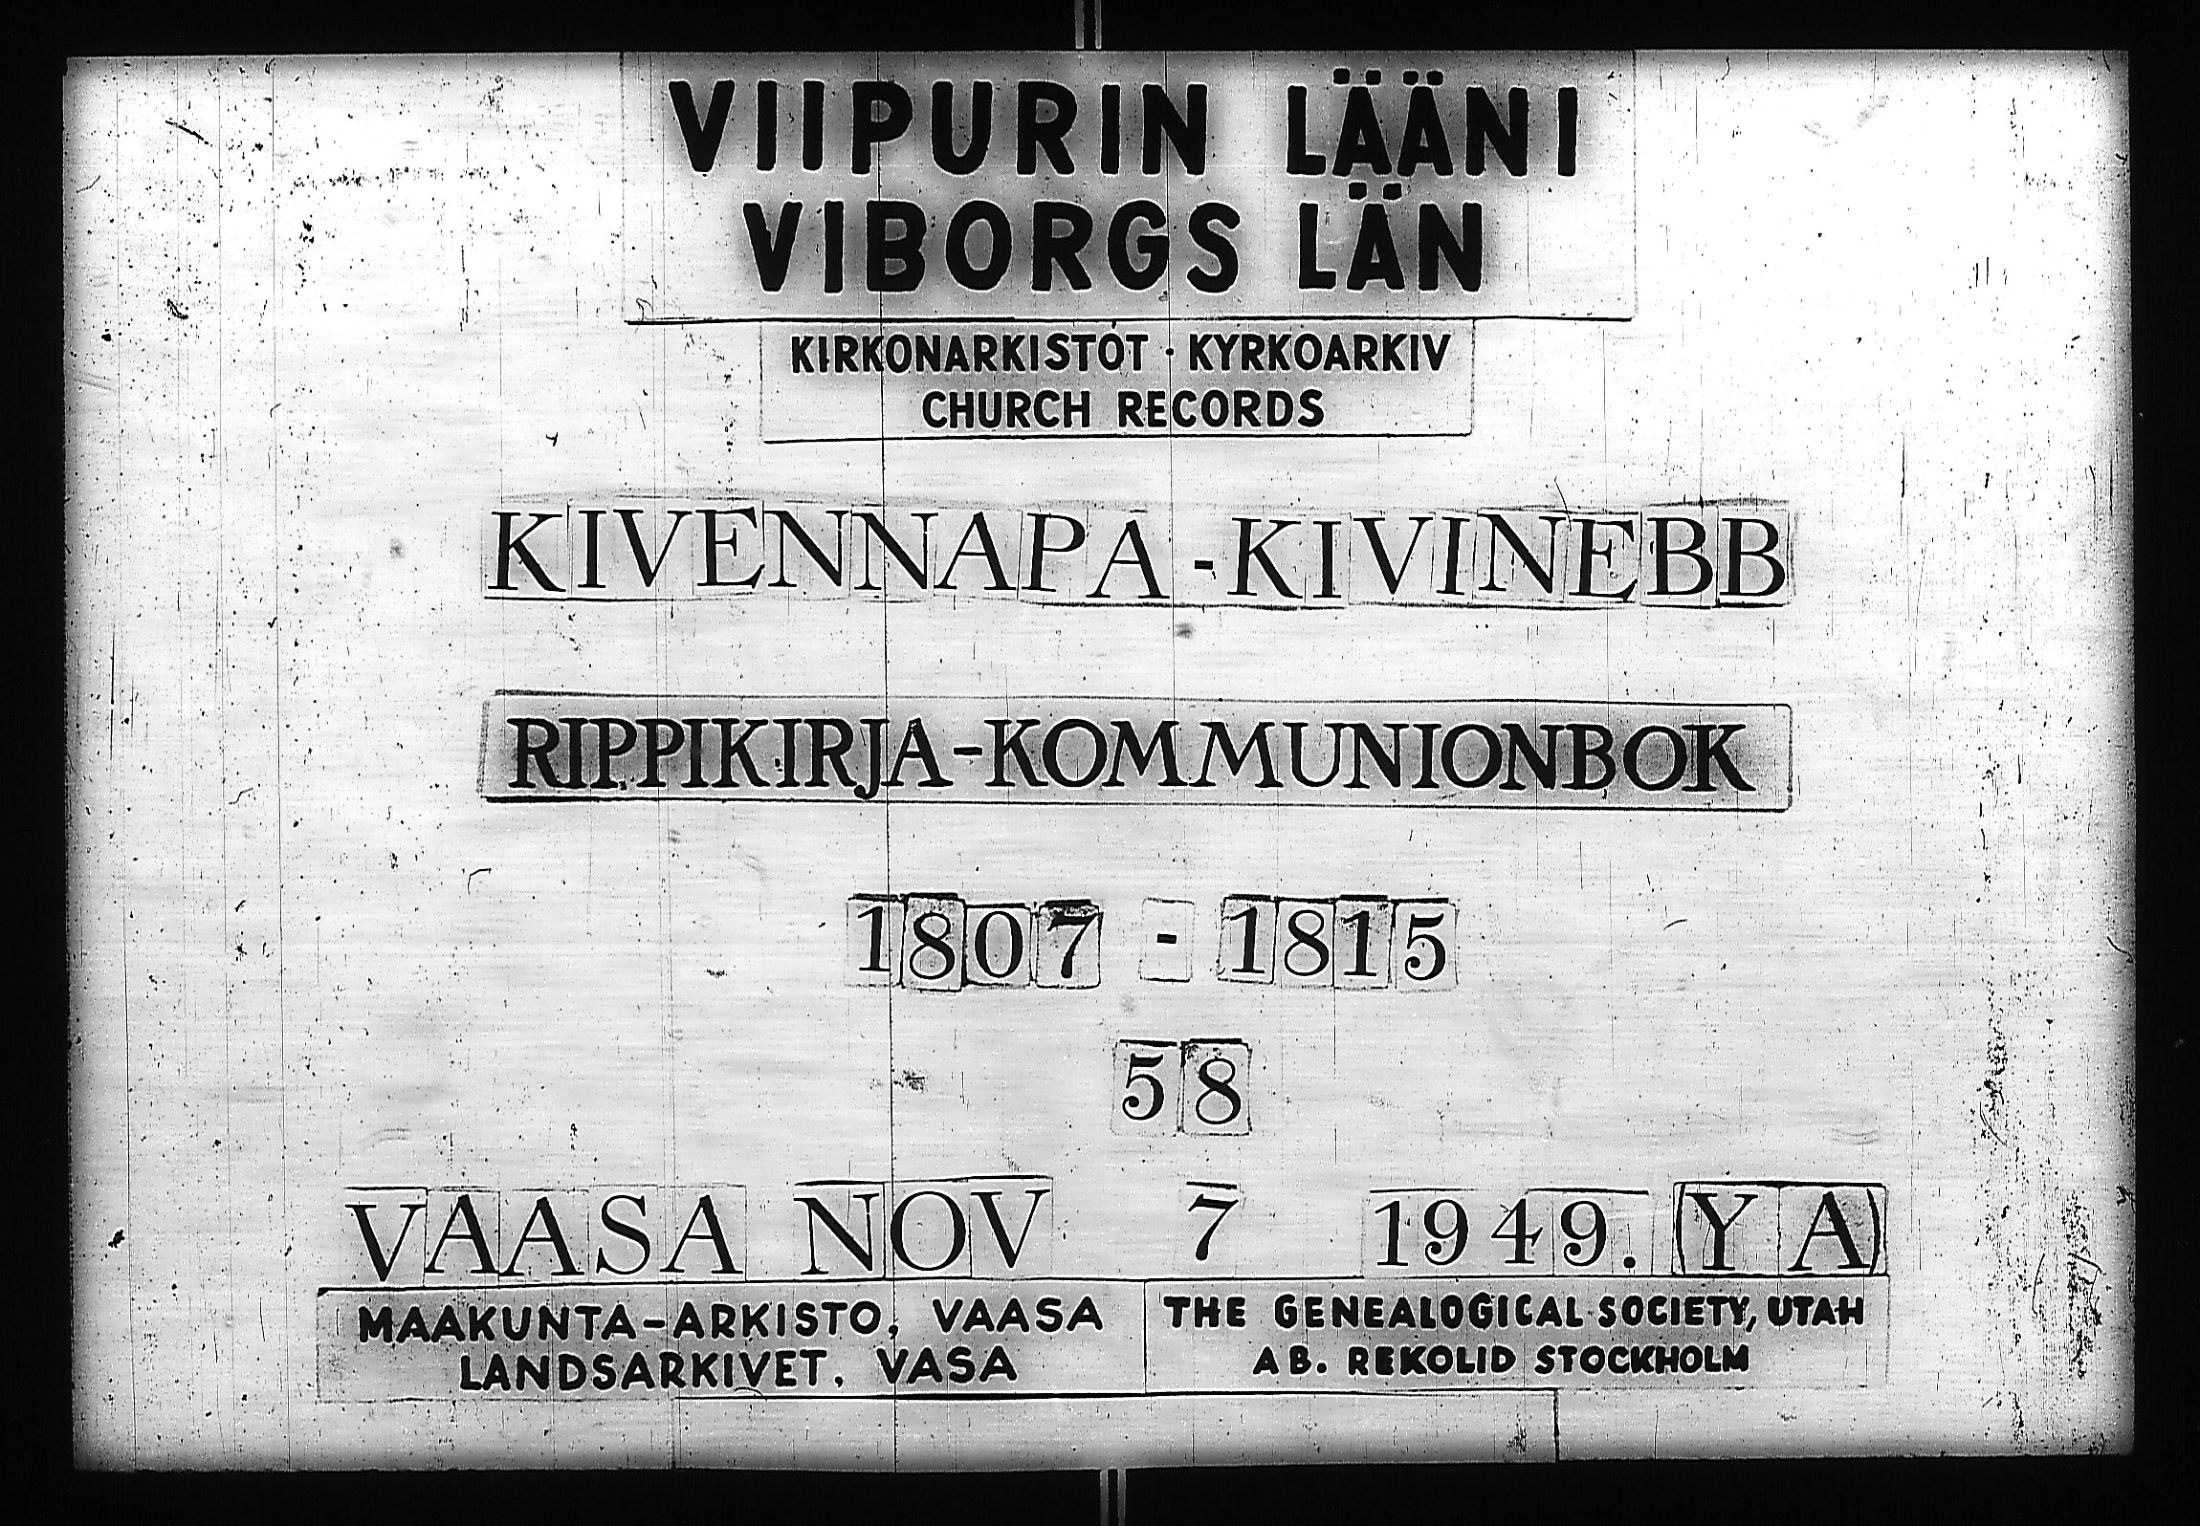 VIIPURIN LÄÄNI
VIBORGS LÄN
KIRKONARKISTOT · KYRKOARKIV
CHURCH RECORDS
KIVENNAPA - KIVINEBB
RIPPIKIRJA - KOMMUNIONBOK
1807 - 1815
58
VAASA NOV 7 1949. (Y A)
MAAKUNTA-ARKISTO, VAASA
LANDSARKIVET, VASA
THE GENEALOGICAL SOCIETY, UTAH
AB. REKOLID STOCKHOLM